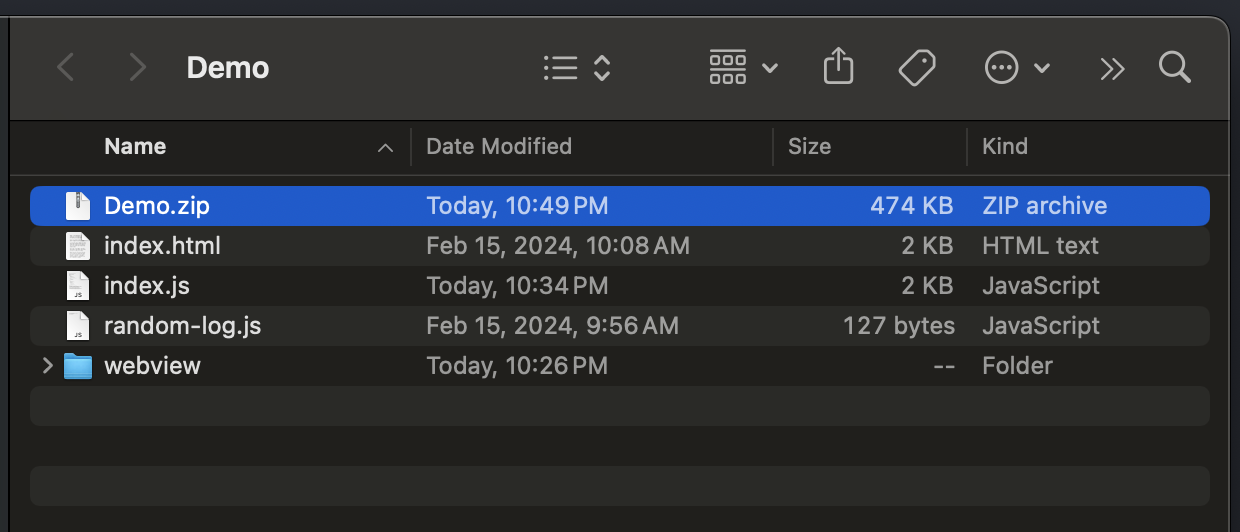 Demo
Name Date Modified Size Kind
Demo.zip Today, 10:49 PM 474 KB ZIP archive
index.html Feb 15, 2024, 10:08 AM 2 KB HTML text
index.js Today, 10:34 PM 2 KB JavaScript
random-log.js Feb 15, 2024, 9:56 AM 127 bytes JavaScript
webview Today, 10:26 PM -- Folder